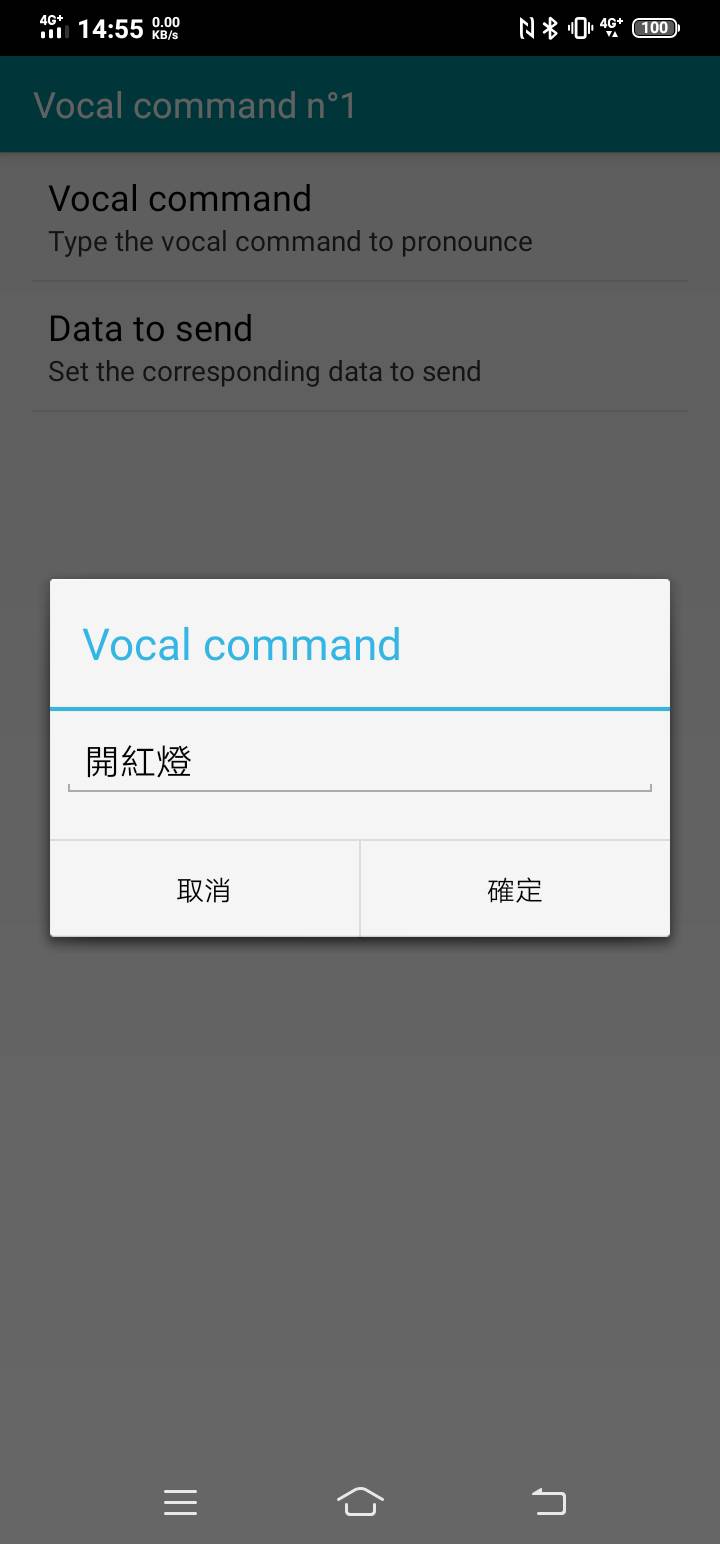 4G+ 14:55 0.00 KB/s 4G+ 100
Vocal command n°1
Vocal command
Type the vocal command to pronounce
Data to send
Set the corresponding data to send
Vocal command
開紅燈
取消 確定